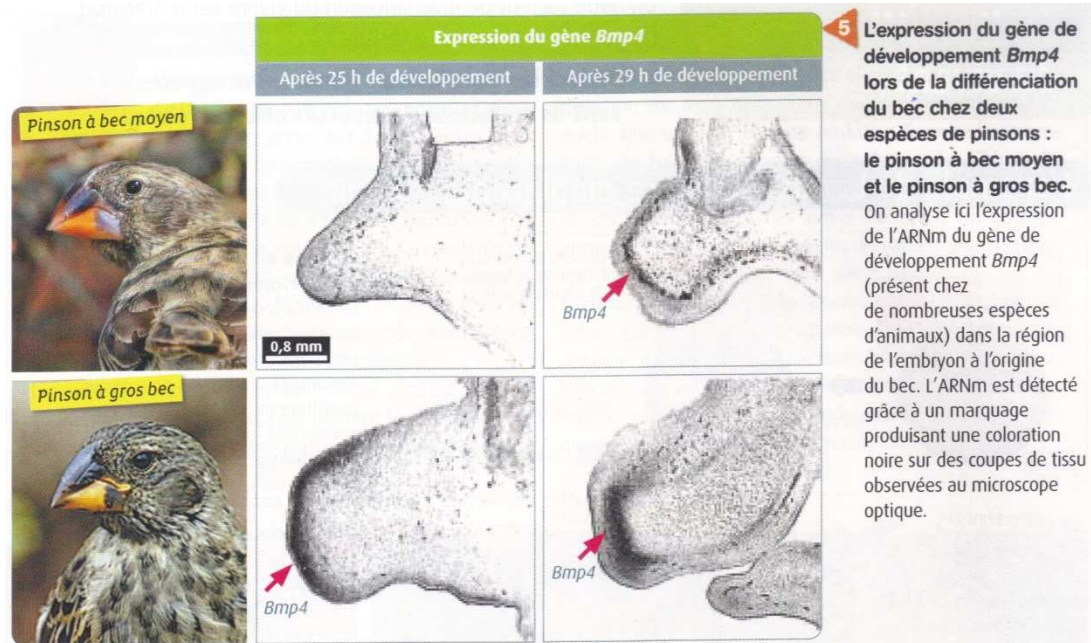 Expression du gène Bmp4
Après 25 h de développement
Après 29 h de développement
Pinson à bec moyen
Bmp4
0,8 mm
Pinson à gros bec
Bmp4
Bmp4
5
L'expression du gène de
développement Bmp4
lors de la différenciation
du bec chez deux
espèces de pinsons :
le pinson à bec moyen
et le pinson à gros bec.
On analyse ici l'expression
de l'ARNm du gène de
développement Bmp4
(présent chez
de nombreuses espèces
d'animaux) dans la région
de l'embryon à l'origine
du bec. L'ARNm est détecté
grâce à un marquage
produisant une coloration
noire sur des coupes de tissu
observées au microscope
optique.